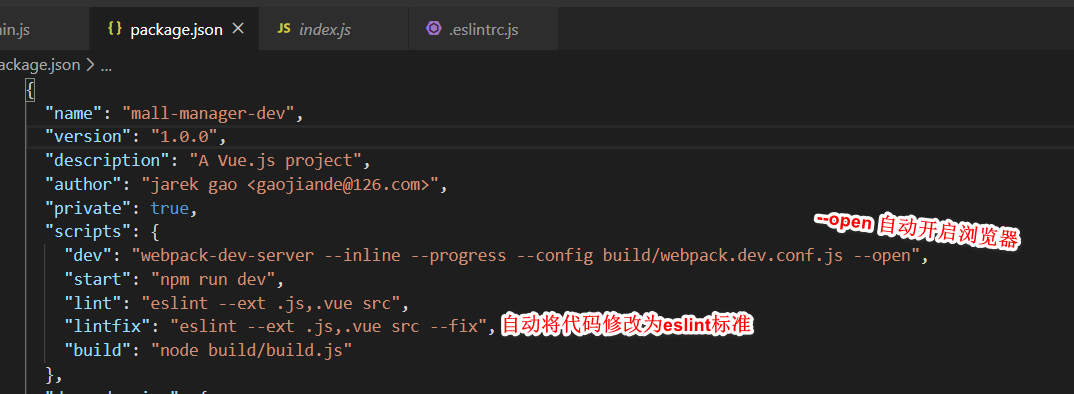 in.js {} package.json × JS index.js .eslintrc.js
ackage.json > ...
{
"name": "mall-manager-dev",
"version": "1.0.0",
"description": "A Vue.js project",
"author": "jarek gao <gaojiande@126.com>",
"private": true,
"scripts": {
--open 自动开启浏览器
"dev": "webpack-dev-server --inline --progress --config build/webpack.dev.conf.js --open",
"start": "npm run dev",
"lint": "eslint --ext .js,.vue src",
"lintfix": "eslint --ext .js,.vue src --fix", 自动将代码修改为eslint标准
"build": "node build/build.js"
},